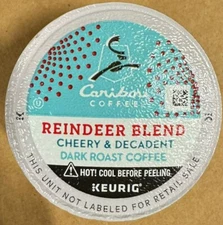 Caribou
COFFEE
REINDEER BLEND
CHEERY & DECADENT
DARK ROAST COFFEE
HOT! COOL BEFORE PEELING
KEURIG
THIS UNIT NOT LABELED FOR RETAIL SALE